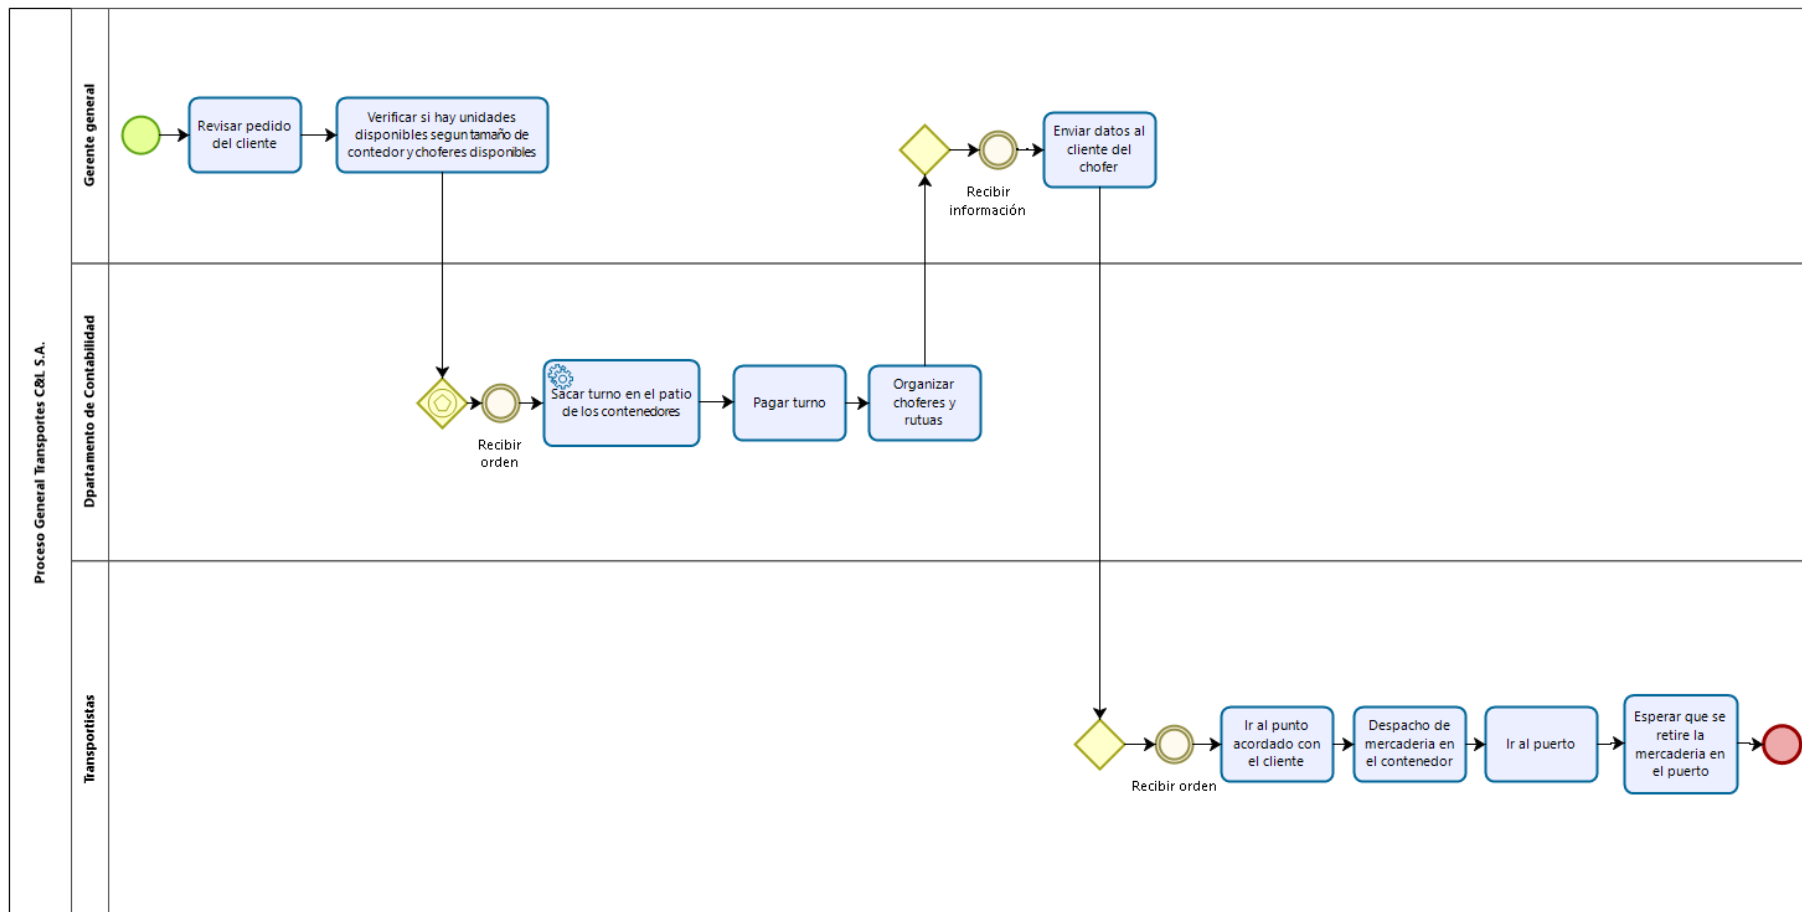 Proceso General Transportes C&L S.A.
Gerente general
Revisar pedido
del cliente
Verificar si hay unidades
disponibles segun tamaño de
contedor y choferes disponibles
Recibir
información
Enviar datos al
cliente del
chofer
Dpartamento de Contabilidad
Recibir
orden
Sacar turno en el patio
de los contenedores
Pagar turno
Organizar
choferes y
rutuas
Transportistas
Recibir orden
Ir al punto
acordado con
el cliente
Despacho de
mercaderia en
el contenedor
Ir al puerto
Esperar que se
retire la
mercaderia en
el puerto